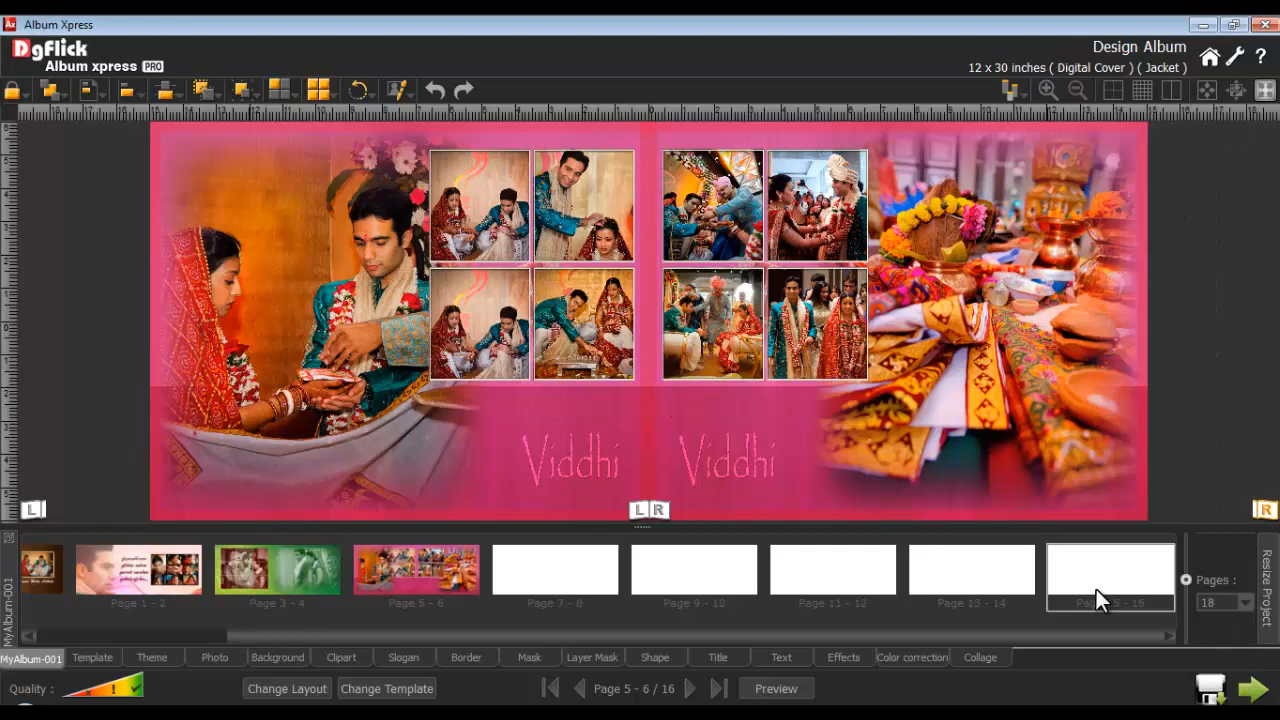 Ax Album Xpress
DgFlick
Album xpress PRO
Design Album
12 x 30 inches ( Digital Cover ) ( Jacket )
?
Viddhi
Viddhi
L
L R
R
MyAlbum-001
Page 1 - 2
Page 3 - 4
Page 5 - 6
Page 7 - 8
Page 9 - 10
Page 11 - 12
Page 13 - 14
Pages :
18
Resize Project
MyAlbum-001
Template
Theme
Photo
Background
Clipart
Slogan
Border
Mask
Layer Mask
Shape
Title
Text
Effects
Color correction
Collage
Quality :
Change Layout
Change Template
Page 5 - 6 / 16
Preview